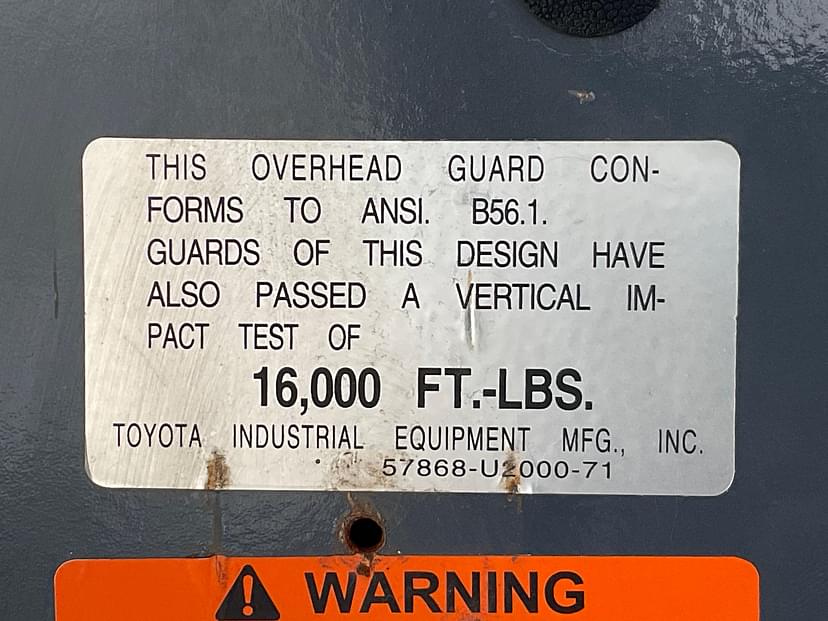 THIS OVERHEAD GUARD CON-
FORMS TO ANSI. B56.1.
GUARDS OF THIS DESIGN HAVE
ALSO PASSED A VERTICAL IM-
PACT TEST OF
16,000 FT.-LBS.
TOYOTA INDUSTRIAL EQUIPMENT MFG., INC.
57868-U2000-71
WARNING